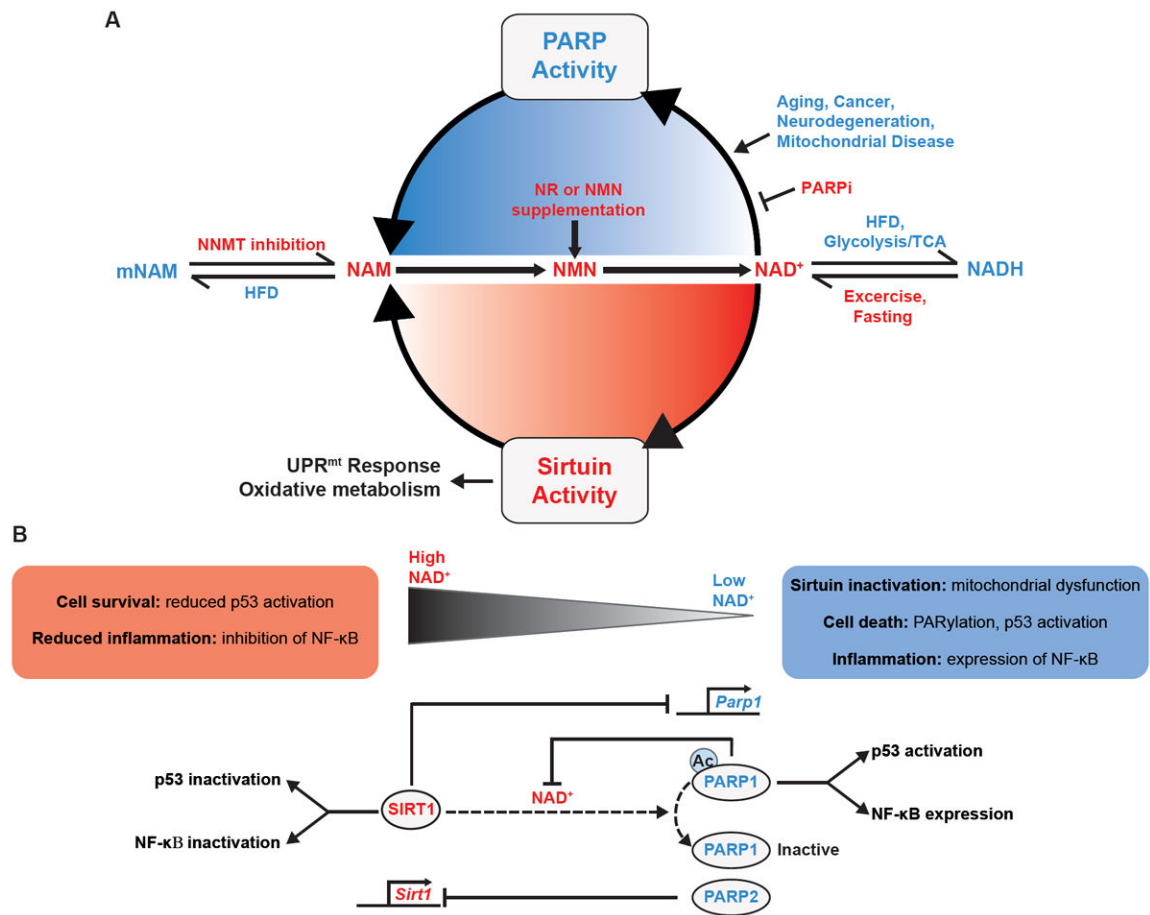 A
PARP
Activity
Aging, Cancer,
Neurodegeneration,
Mitochondrial Disease
PARPi
NR or NMN
supplementation
HFD,
Glycolysis/TCA
NNMT inhibition
mNAM
NAM
NMN
NAD⁺
NADH
HFD
Excercise,
Fasting
UPRᵐᵗ Response
Oxidative metabolism
Sirtuin
Activity
B
High
NAD⁺
Low
NAD⁺
Cell survival: reduced p53 activation
Reduced inflammation: inhibition of NF-κB
Sirtuin inactivation: mitochondrial dysfunction
Cell death: PARylation, p53 activation
Inflammation: expression of NF-κB
Parp1
Ac
PARP1
p53 activation
NF-κB expression
p53 inactivation
NF-κB inactivation
SIRT1
NAD⁺
PARP1 Inactive
Sirt1
PARP2